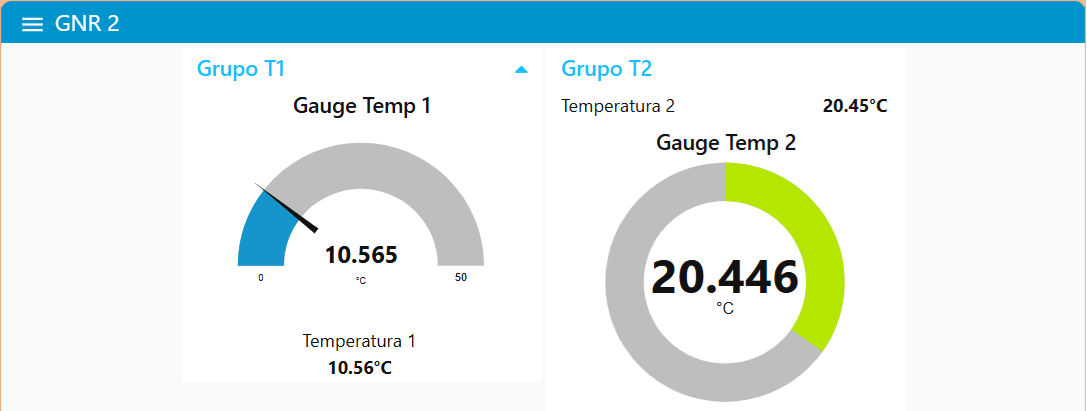 GNR 2
Grupo T1
Gauge Temp 1
10.565
°C
0
50
Temperatura 1
10.56°C
Grupo T2
Temperatura 2 20.45°C
Gauge Temp 2
20.446
°C